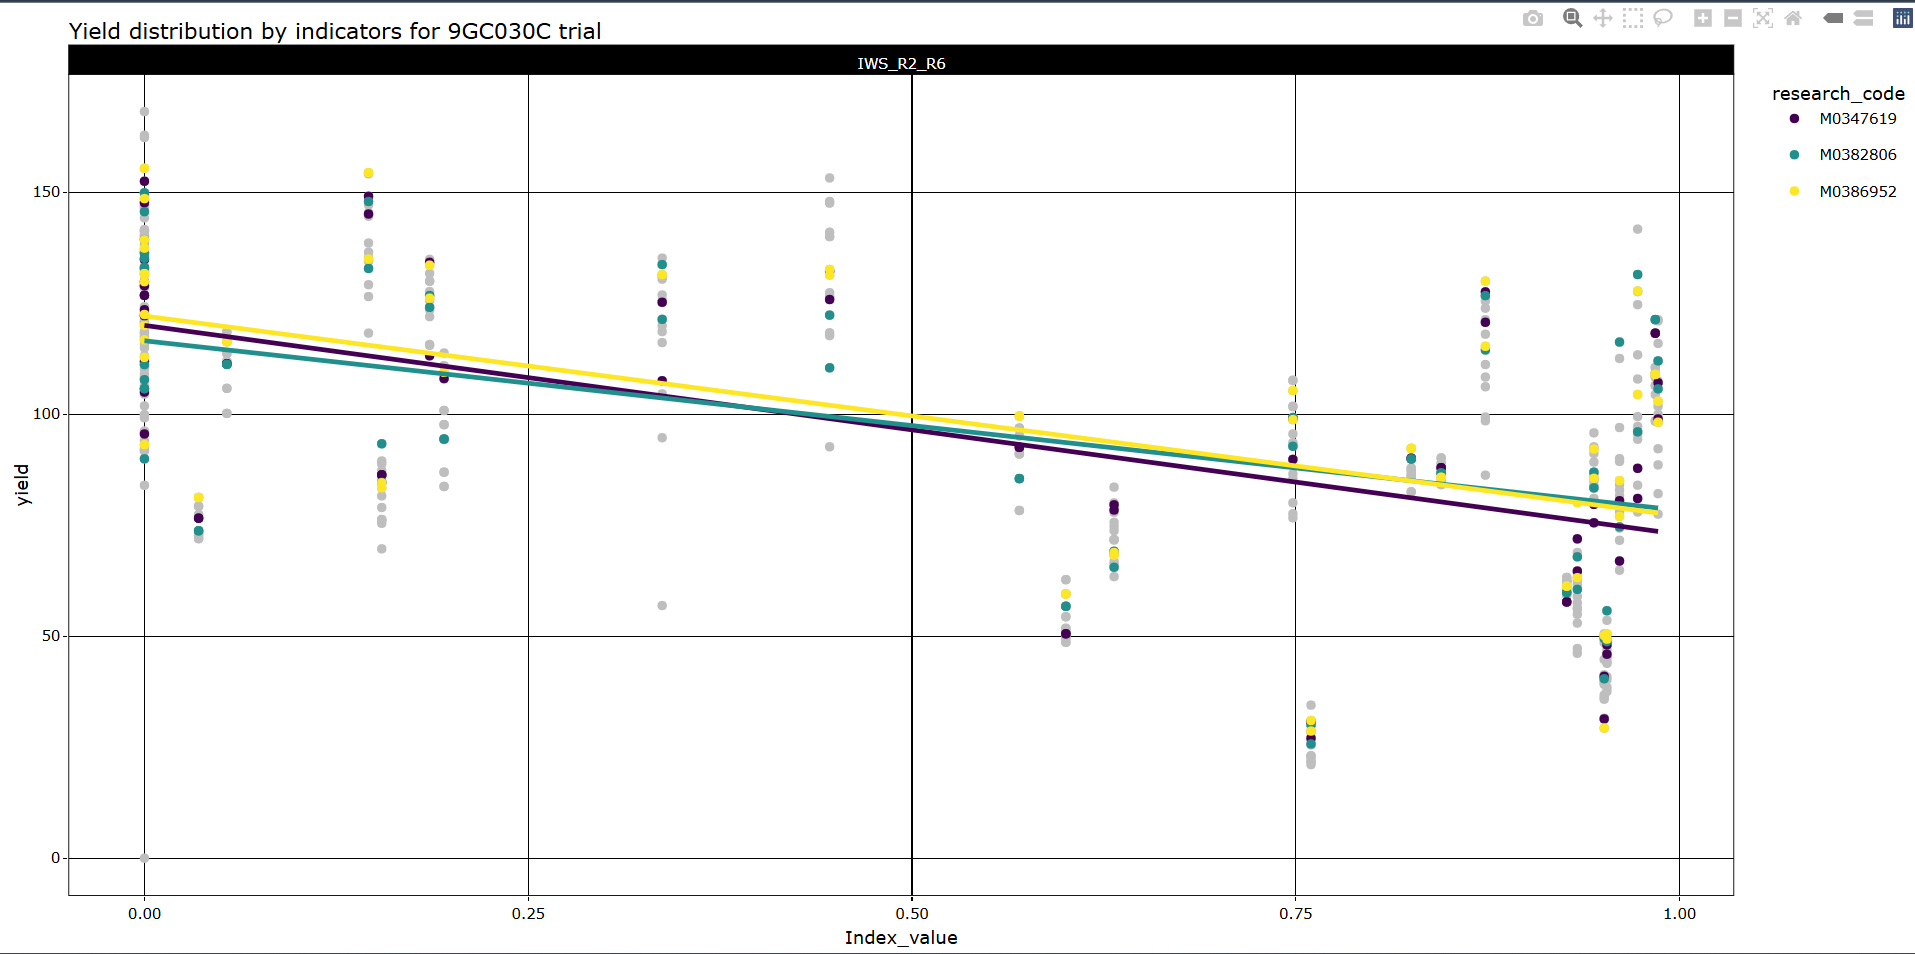 Yield distribution by indicators for 9GC030C trial
IWS_R2_R6
research_code
M0347619
M0382806
M0386952
150
100
50
0
yield
0.00
0.25
0.50
0.75
1.00
Index_value